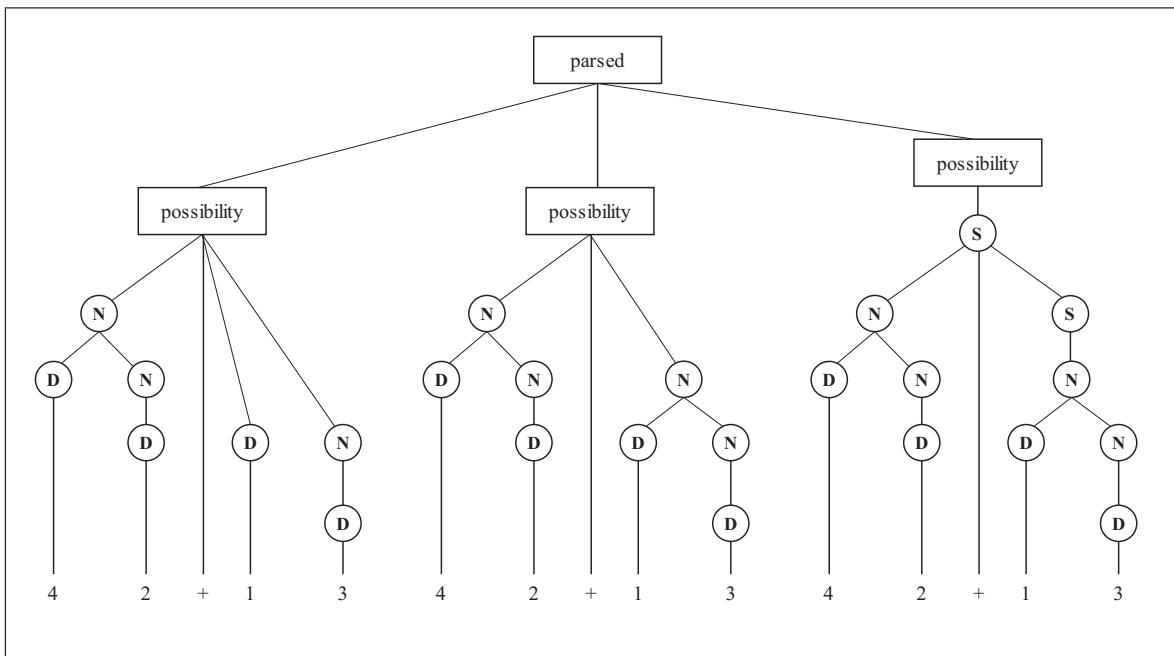 parsed
possibility
possibility possibility
S
N N N S
D N D N N D N N
D D N D D D N
D D D
4 2 + 1 3 4 2 + 1 3 4 2 + 1 3